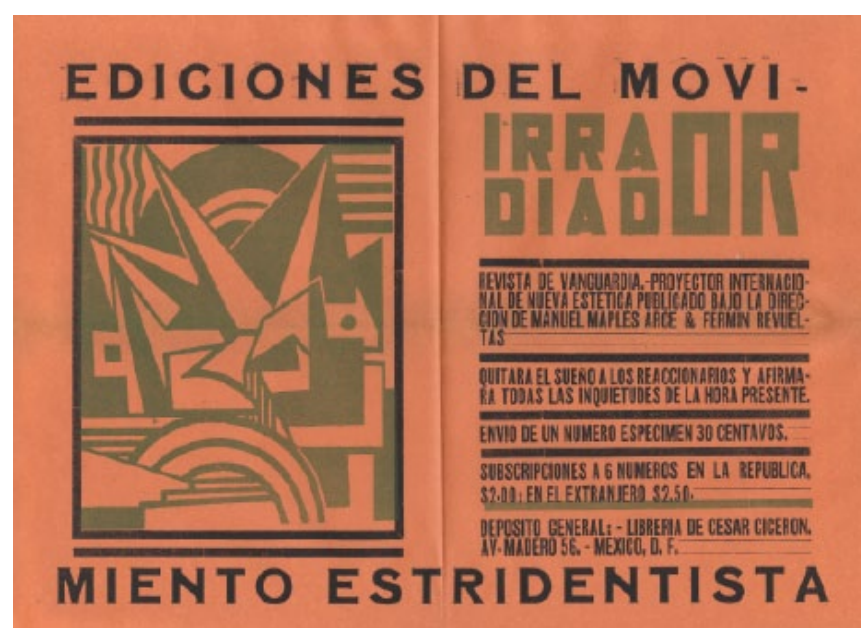 EDICIONES DEL MOVI-
IRRA
DIADOR
REVISTA DE VANGUARDIA.-PROYECTOR INTERNACIO-
NAL DE NUEVA ESTETICA PUBLICADO BAJO LA DIREC-
CION DE MANUEL MAPLES ARCE & FERMIN REVUEL-
TAS
QUITARA EL SUEÑO A LOS REACCIONARIOS Y AFIRMA-
RA TODAS LAS INQUIETUDES DE LA HORA PRESENTE.
ENVIO DE UN NUMERO ESPECIMEN 30 CENTAVOS.
SUBSCRIPCIONES A 6 NUMEROS EN LA REPUBLICA.
$2.00; EN EL EXTRANJERO $2.50.
DEPOSITO GENERAL: - LIBRERIA DE CESAR CICERON.
AV. MADERO 56. - MEXICO, D. F.
MIENTO ESTRIDENTISTA